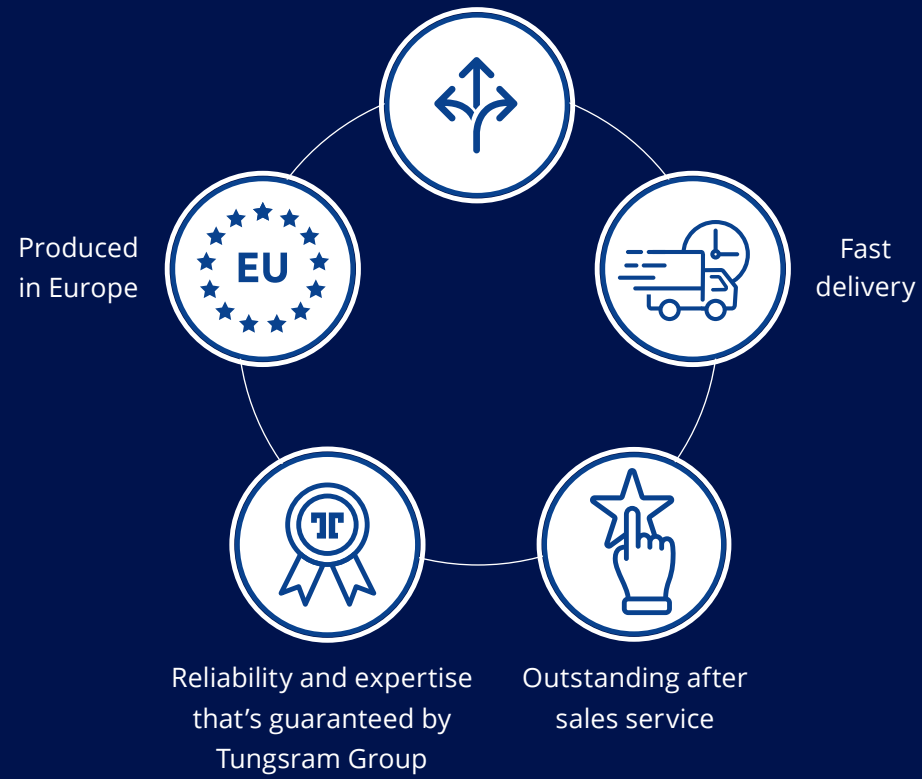 Produced
in Europe
EU
Fast
delivery
Reliability and expertise
that’s guaranteed by
Tungsram Group
Outstanding after
sales service